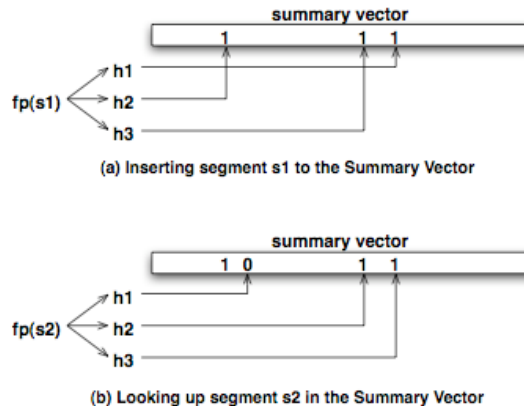 summary vector
1 1 1
h1
fp(s1) h2
h3
(a) Inserting segment s1 to the Summary Vector
summary vector
1 0 1 1
h1
fp(s2) h2
h3
(b) Looking up segment s2 in the Summary Vector